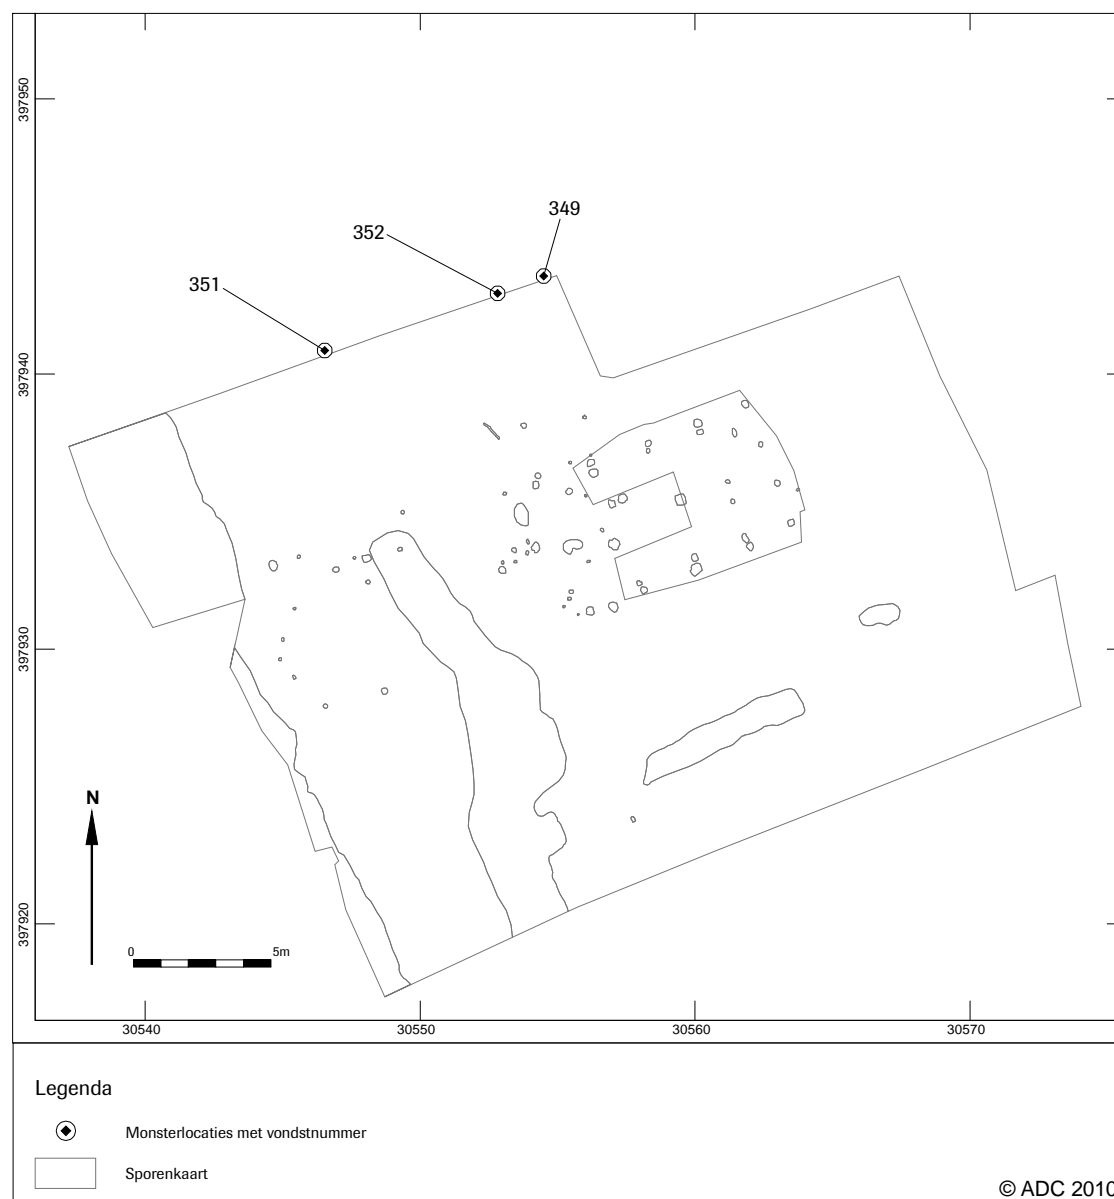 397950
349
352
351
397940
397930
N
397920
0 5m
30540 30550 30560 30570
Legenda
Monsterlocaties met vondstnummer
Sporenkaart
© ADC 2010